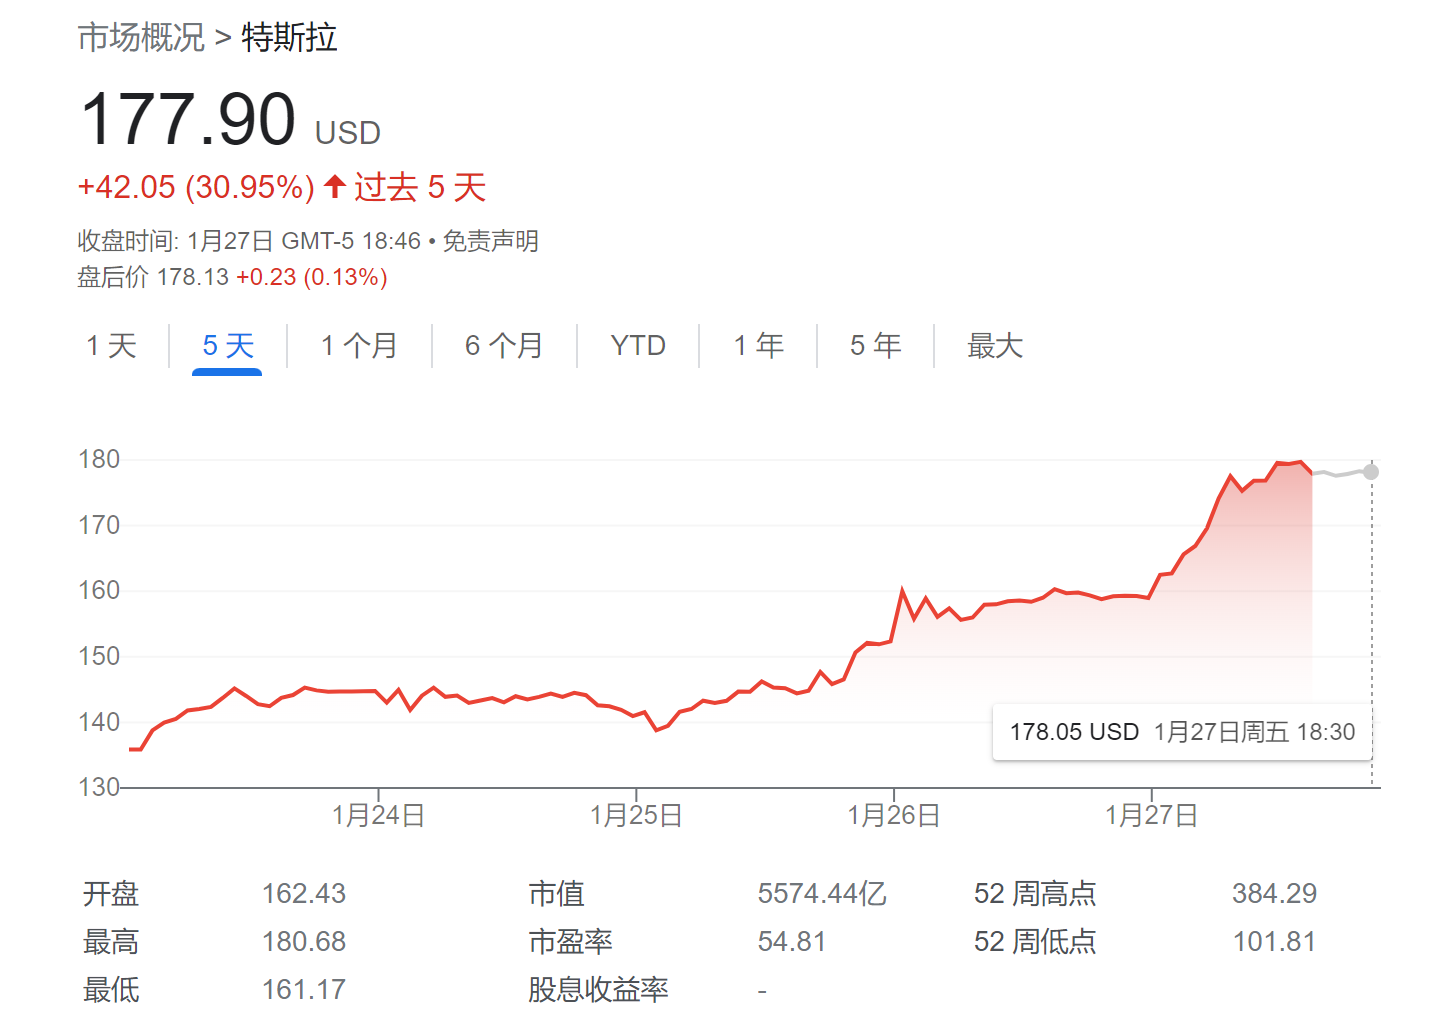 市场概况 > 特斯拉
177.90 USD
+42.05 (30.95%) ↑ 过去 5 天
收盘时间: 1月27日 GMT-5 18:46 • 免责声明
盘后价 178.13 +0.23 (0.13%)
1 天 5 天 1 个月 6 个月 YTD 1 年 5 年 最大
180
170
160
150
140
178.05 USD 1月27日周五 18:30
130
1月24日 1月25日 1月26日 1月27日
开盘 162.43 市值 5574.44亿 52 周高点 384.29
最高 180.68 市盈率 54.81 52 周低点 101.81
最低 161.17 股息收益率 -